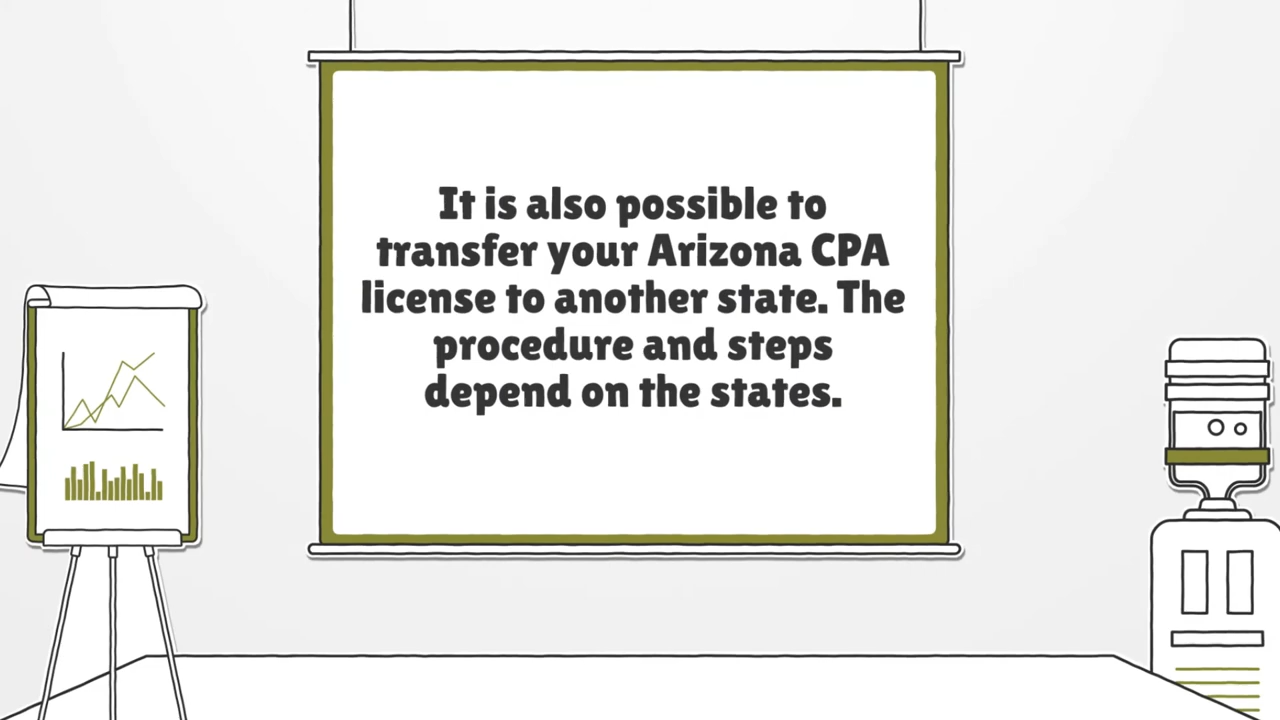 It is also possible to
transfer your Arizona CPA
license to another state. The
procedure and steps
depend on the states.